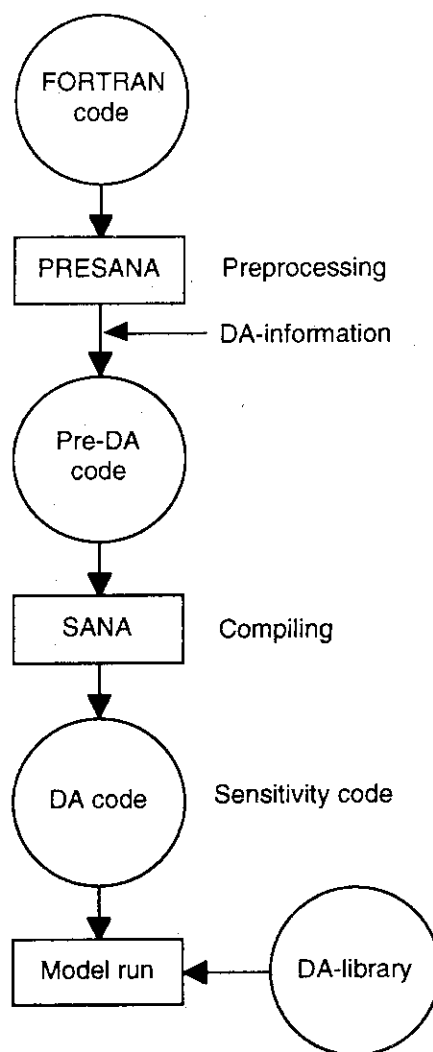 FORTRAN
code
PRESANA
Preprocessing
DA-information
Pre-DA
code
SANA
Compiling
DA code
Sensitivity code
Model run
DA-library